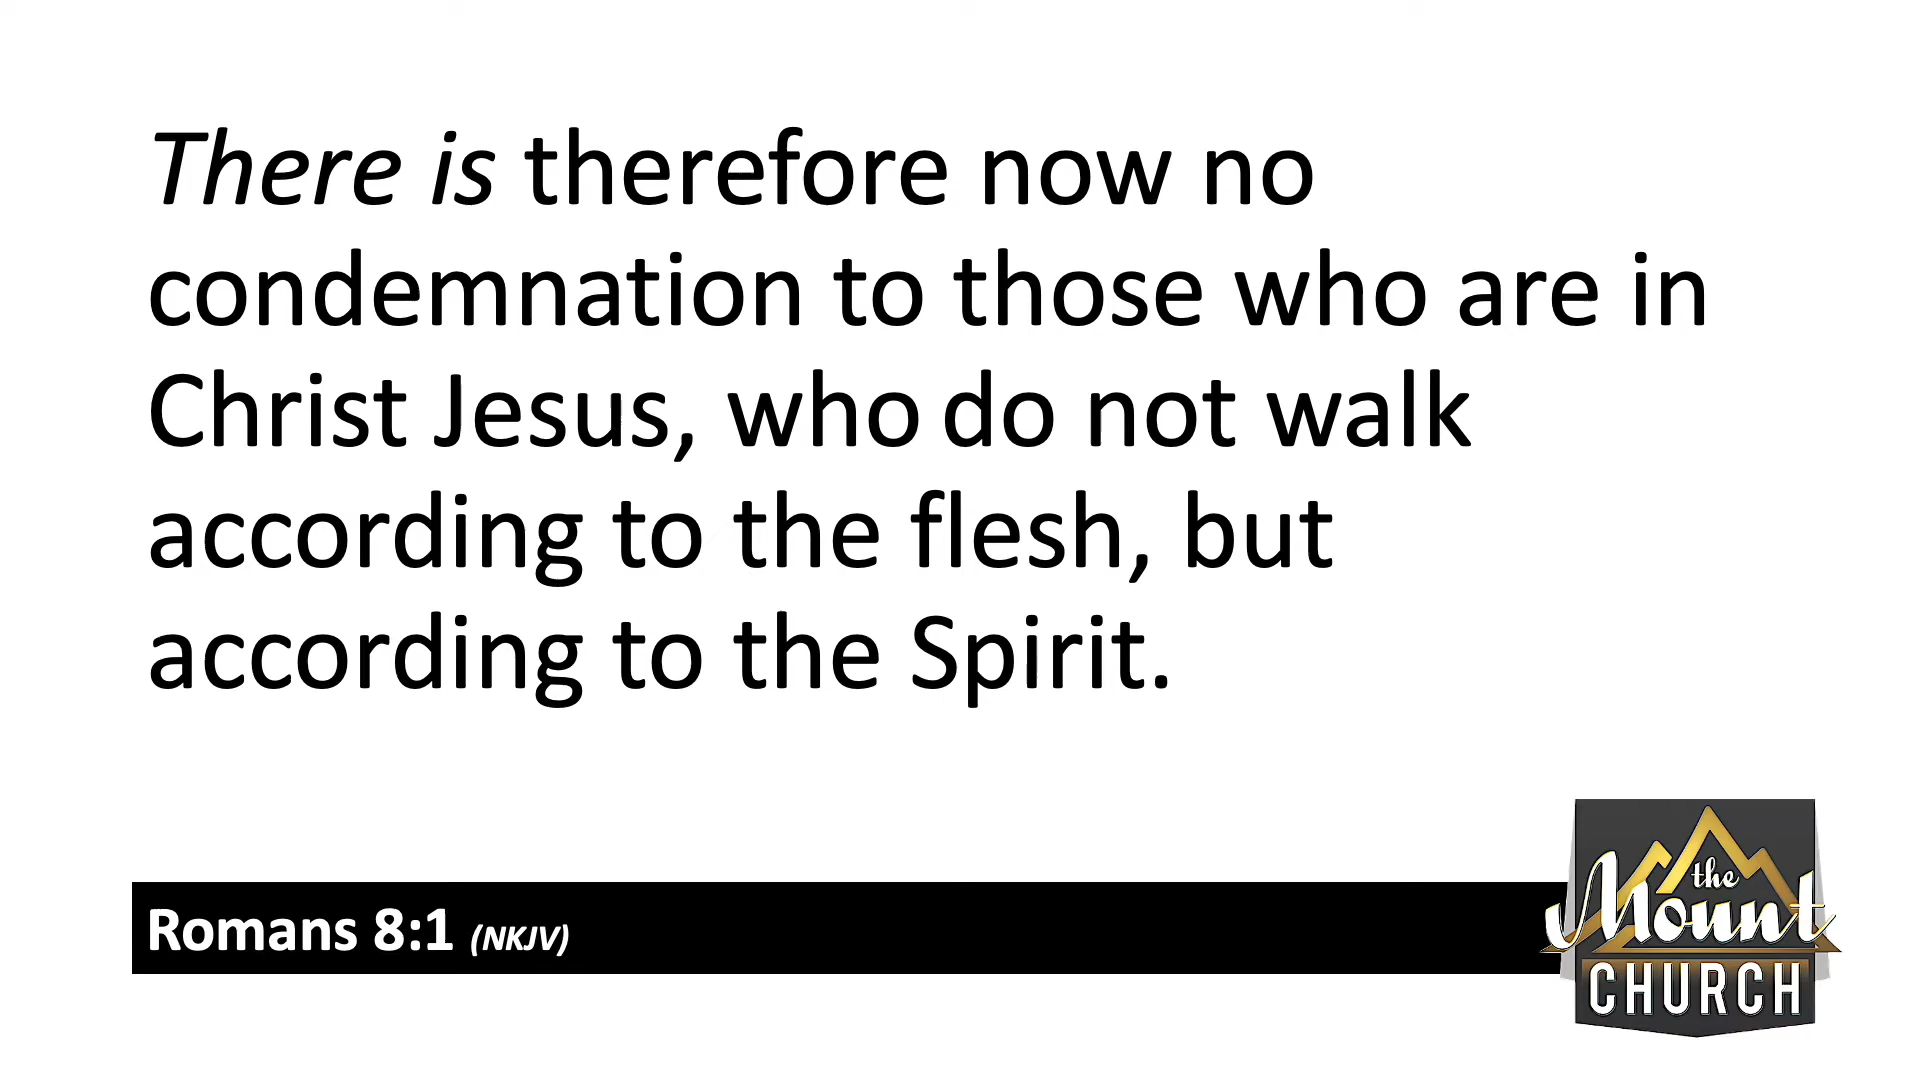 There is therefore now no
condemnation to those who are in
Christ Jesus, who do not walk
according to the flesh, but
according to the Spirit.
Romans 8:1 (NKJV)
the
Mount
CHURCH